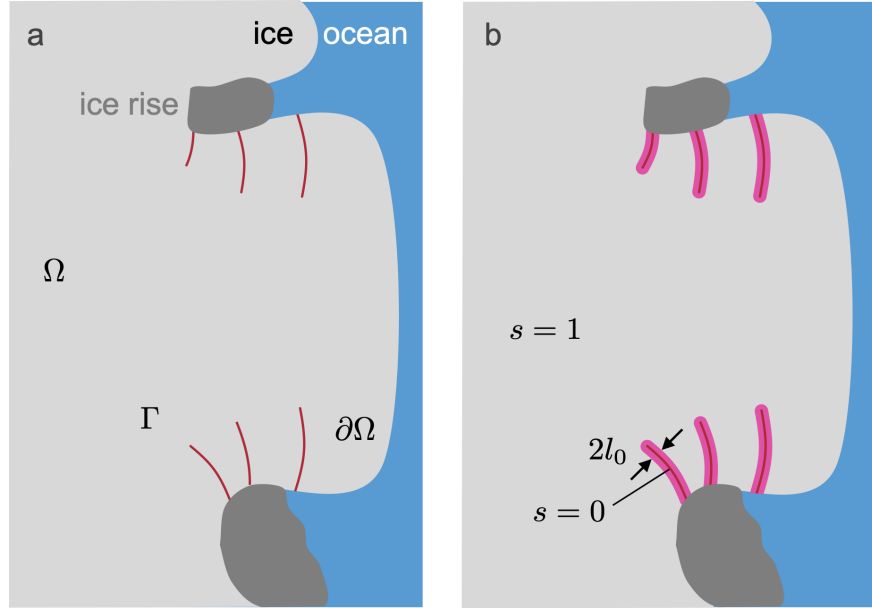 a
ice ocean
ice rise
Ω
Γ
∂Ω
b
s = 1
2l₀
s = 0